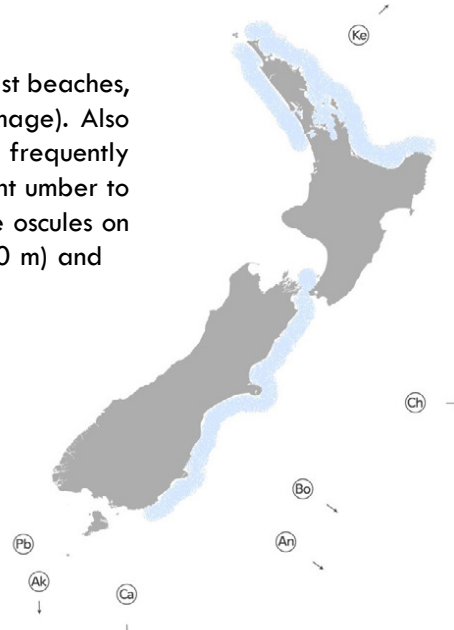 st beaches,
nage). Also
frequently
nt umber to
e oscules on
0 m) and
Ke
Ch
Bo
An
Pb
Ak
Ca